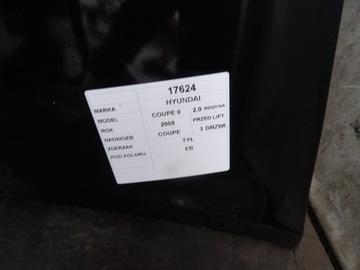 17624
MARKA HYUNDAI
MODEL COUPE II 2.0 BENZYNA
ROK 2005 PRZED LIFT.
NADWOZIE COUPE 3 DRZWI
ZDERZAK TYŁ
KOD KOLORU EB